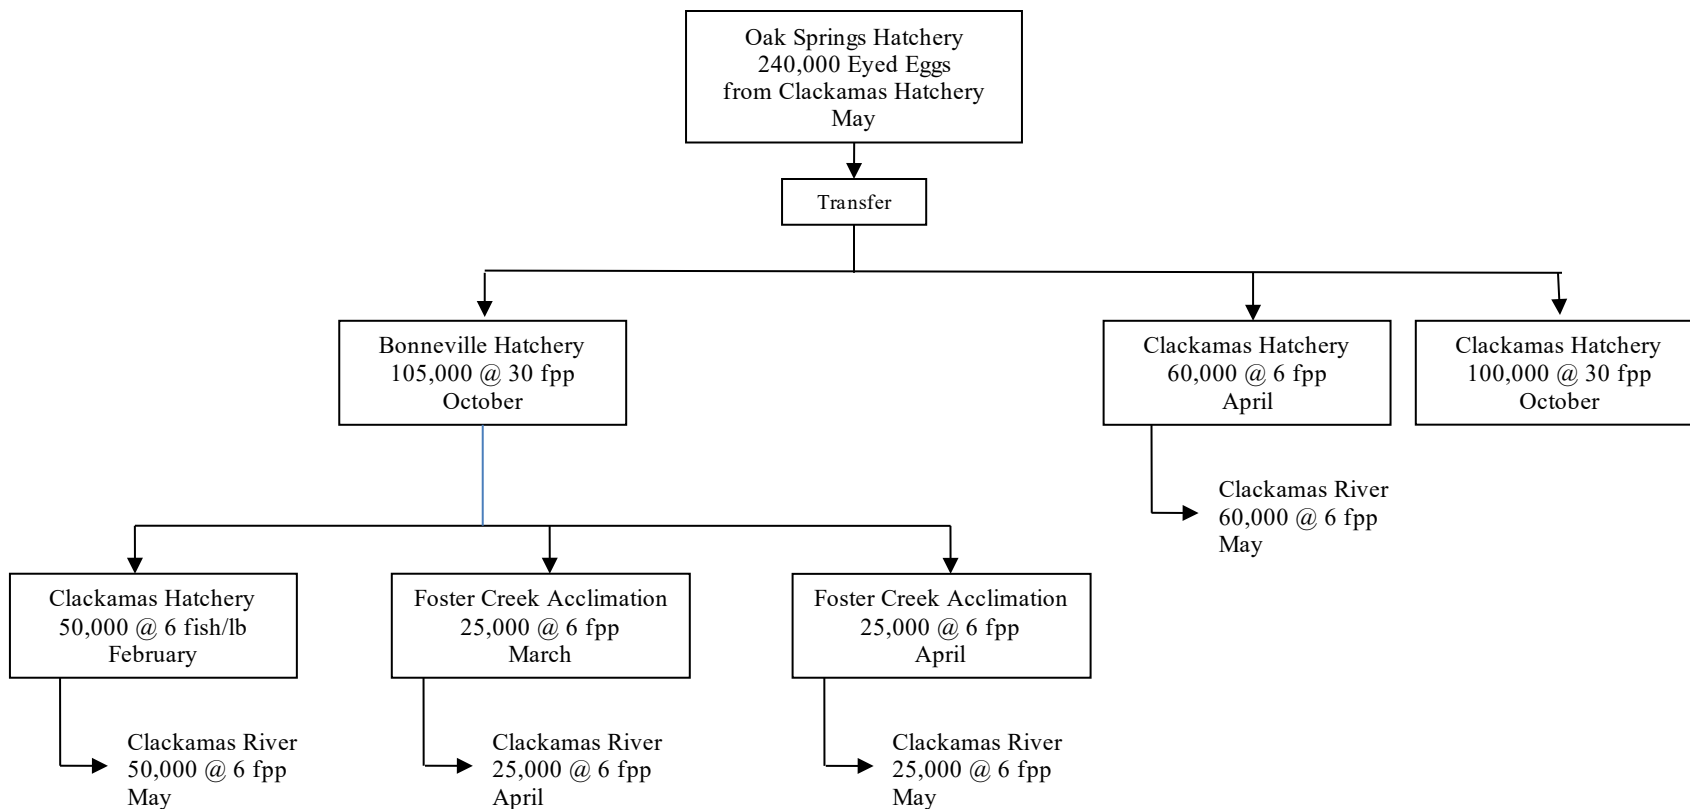 Oak Springs Hatchery
240,000 Eyed Eggs
from Clackamas Hatchery
May
Transfer
Bonneville Hatchery
105,000 @ 30 fpp
October
Clackamas Hatchery
60,000 @ 6 fpp
April
Clackamas Hatchery
100,000 @ 30 fpp
October
Clackamas River
60,000 @ 6 fpp
May
Clackamas Hatchery
50,000 @ 6 fish/lb
February
Foster Creek Acclimation
25,000 @ 6 fpp
March
Foster Creek Acclimation
25,000 @ 6 fpp
April
Clackamas River
50,000 @ 6 fpp
May
Clackamas River
25,000 @ 6 fpp
April
Clackamas River
25,000 @ 6 fpp
May